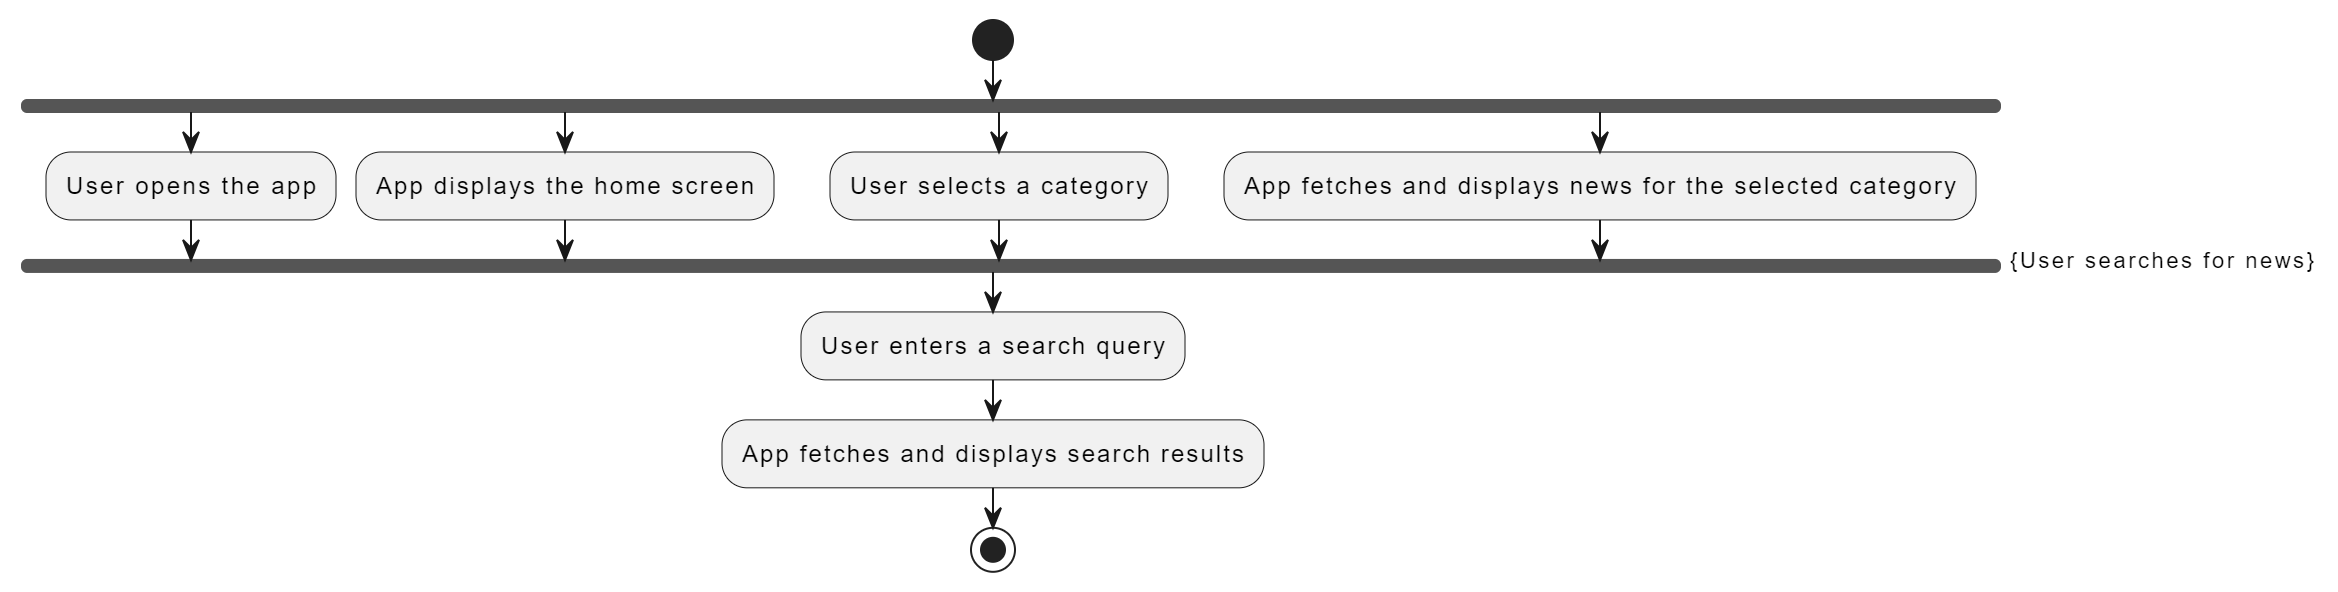 User opens the app
App displays the home screen
User selects a category
App fetches and displays news for the selected category
{User searches for news}
User enters a search query
App fetches and displays search results